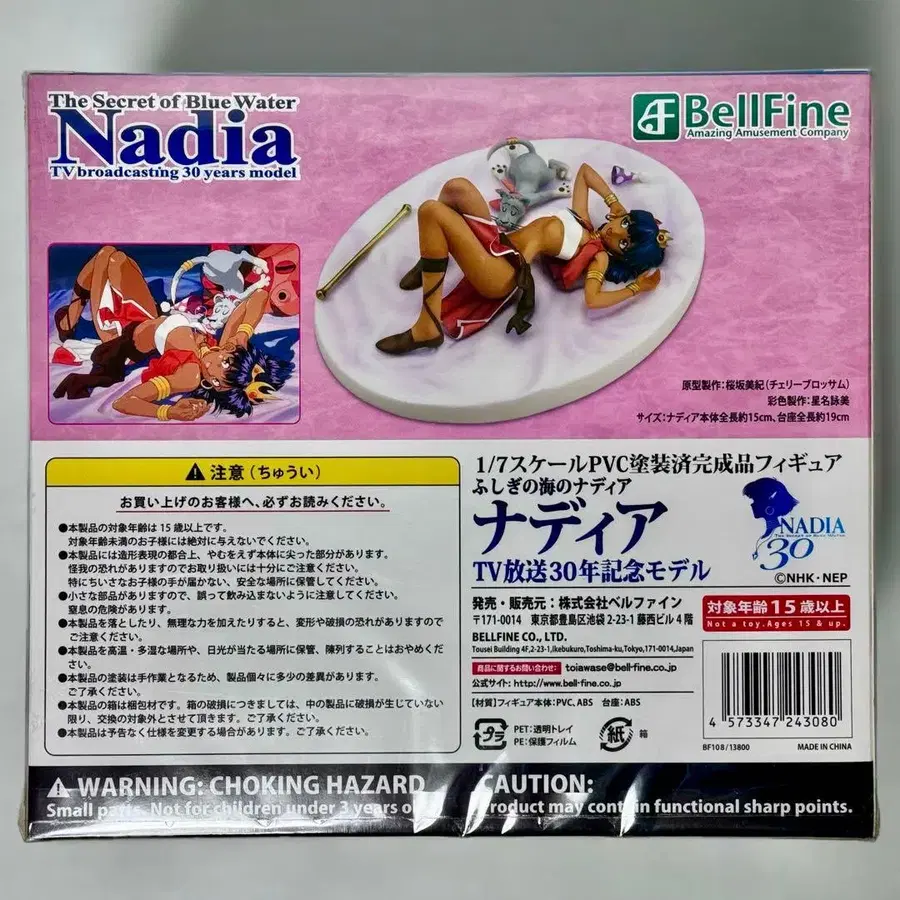 The Secret of Blue Water
Nadia
TV broadcasting 30 years model
BellFine
Amazing Amusement Company
原型製作：桜坂美紀（チェリーブロッサム）
彩色製作：星名詠美
サイズ：ナディア本体全長約15cm、台座全長約19cm
注意（ちゅうい）
お買い上げのお客様へ、必ずお読みください。
●本製品の対象年齢は15歳以上です。
対象年齢未満のお子様には絶対に与えないでください。
●本製品には造形表現の都合上、やむをえず本体に尖った部分があります。
怪我の恐れがありますのでお取り扱いには十分にご注意ください。
特にちいさなお子様の手が届かない、安全な場所に保管してください。
●小さな部品がありますので、誤って飲み込まないように注意してください。
窒息の危険があります。
●本製品を落としたり、無理な力を加えたりすると、変形や破損の恐れがありますので
ご注意ください。
●本製品を高温・多湿な場所や、日光が当たる場所に保管、陳列することはおやめくだ
さい。
●本製品の塗装は手作業となるため、製品個々に多少の差異があります。
ご了承ください。
●本製品の箱は梱包材です。箱の破損につきましては、中の製品に破損が生じていない
限り、交換の対象外とさせて頂きます。ご了承ください。
●本製品は予告なく仕様を変更する場合がありますが、ご了承ください。
1/7スケールPVC塗装済完成品フィギュア
ふしぎの海のナディア
ナディア
TV放送30年記念モデル
NADIA
The Secret of Blue Water
30
©NHK・NEP
発売・販売元：株式会社ベルファイン
〒171-0014 東京都豊島区池袋2-23-1 藤西ビル4階
BELLFINE CO., LTD.
Tousei Building 4F,2-23-1,Ikebukuro,Toshima-ku,Tokyo,171-0014,Japan
商品に関するお問い合わせ： toiawase@bell-fine.co.jp
公式サイト: http://www.bell-fine.co.jp
【材質】フィギュア本体：PVC、ABS 台座：ABS
対象年齢15歳以上
Not a toy. Ages 15 & up.
プラ
PET：透明トレイ
PE：保護フィルム
紙
箱
4 573347 243080
BF108/13800
MADE IN CHINA
WARNING: CHOKING HAZARD
Small parts. Not for children under 3 years
CAUTION:
Product may contain functional sharp points.